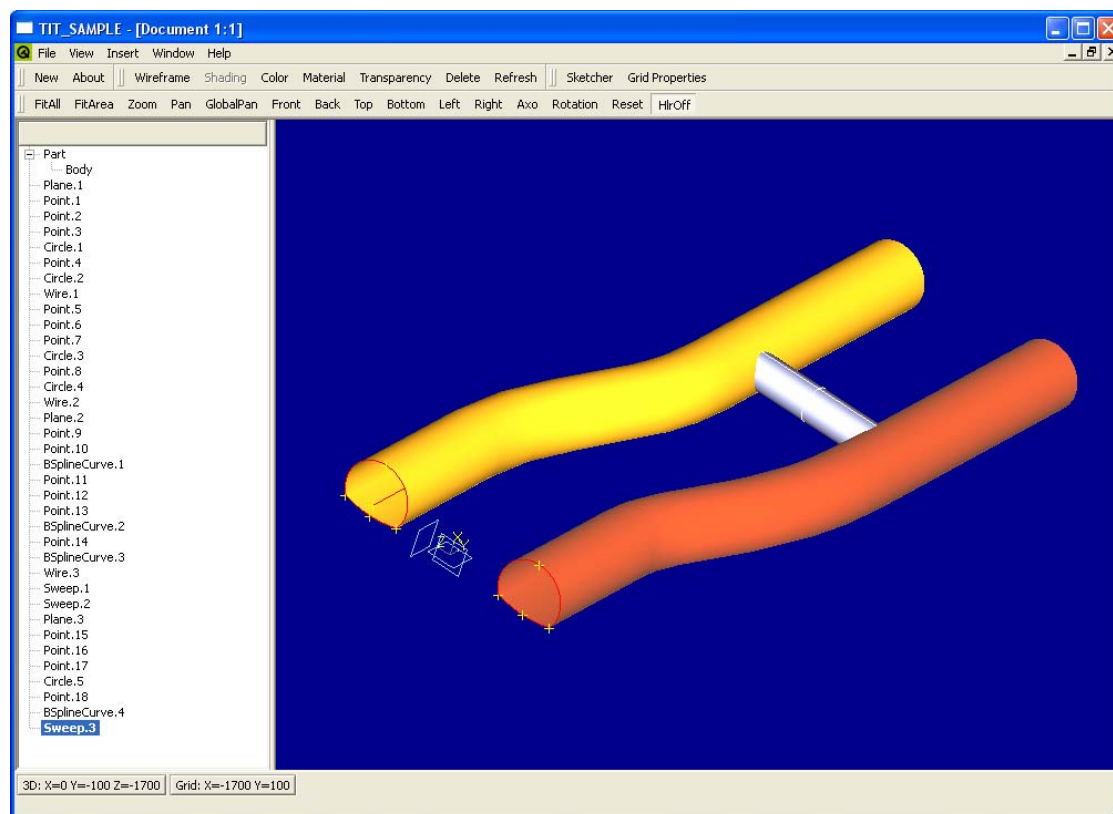 TIT_SAMPLE - [Document 1:1]
File View Insert Window Help
New About Wireframe Shading Color Material Transparency Delete Refresh Sketcher Grid Properties
FitAll FitArea Zoom Pan GlobalPan Front Back Top Bottom Left Right Axo Rotation Reset HlrOff
Part
Body
Plane.1
Point.1
Point.2
Point.3
Circle.1
Point.4
Circle.2
Wire.1
Point.5
Point.6
Point.7
Circle.3
Point.8
Circle.4
Wire.2
Plane.2
Point.9
Point.10
BSplineCurve.1
Point.11
Point.12
Point.13
BSplineCurve.2
Point.14
BSplineCurve.3
Wire.3
Sweep.1
Sweep.2
Plane.3
Point.15
Point.16
Point.17
Circle.5
Point.18
BSplineCurve.4
Sweep.3
Z X Y
3D: X=0 Y=-100 Z=-1700 Grid: X=-1700 Y=100